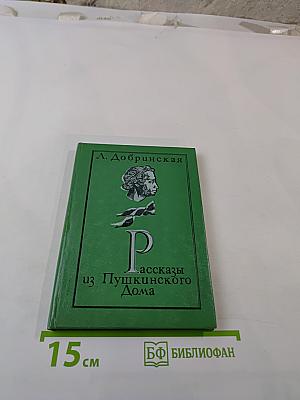 Л. Добринская
Рассказы
из Пушкинского
Дома
15 см
БФ БИБЛИОФАН